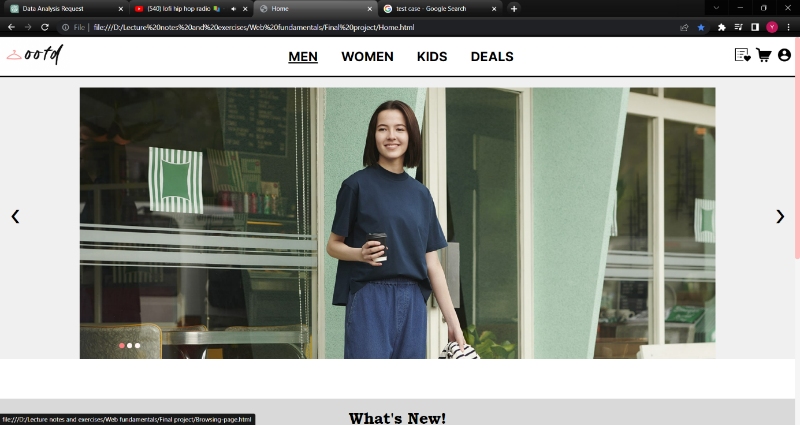 Data Analysis Request
(540) lofi hip hop radio
Home
test case - Google Search
File
file:///D:/Lecture%20notes%20and%20exercises/Web%20fundamentals/Final%20project/Home.html
Y
ootd
MEN
WOMEN
KIDS
DEALS
What's New!
file:///D:/Lecture notes and exercises/Web fundamentals/Final project/Browsing-page.html